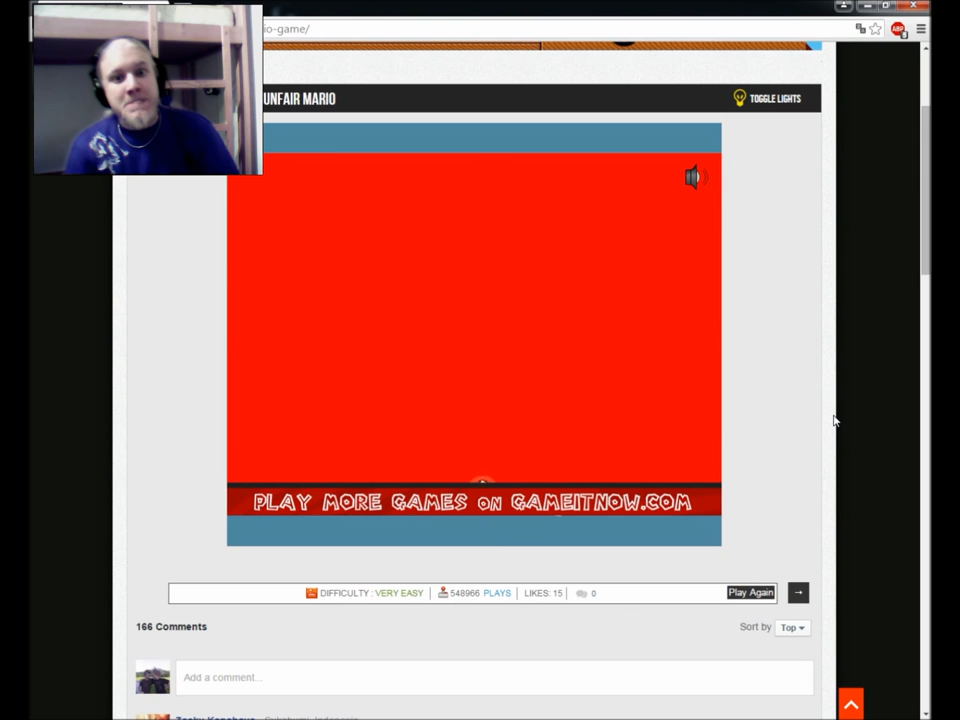 io-game/
ABP
UNFAIR MARIO
TOGGLE LIGHTS
PLAY MORE GAMES ON GAMEITNOW.COM
DIFFICULTY : VERY EASY
548966 PLAYS
LIKES: 15
0
Play Again
→
166 Comments
Sort by Top
Add a comment...